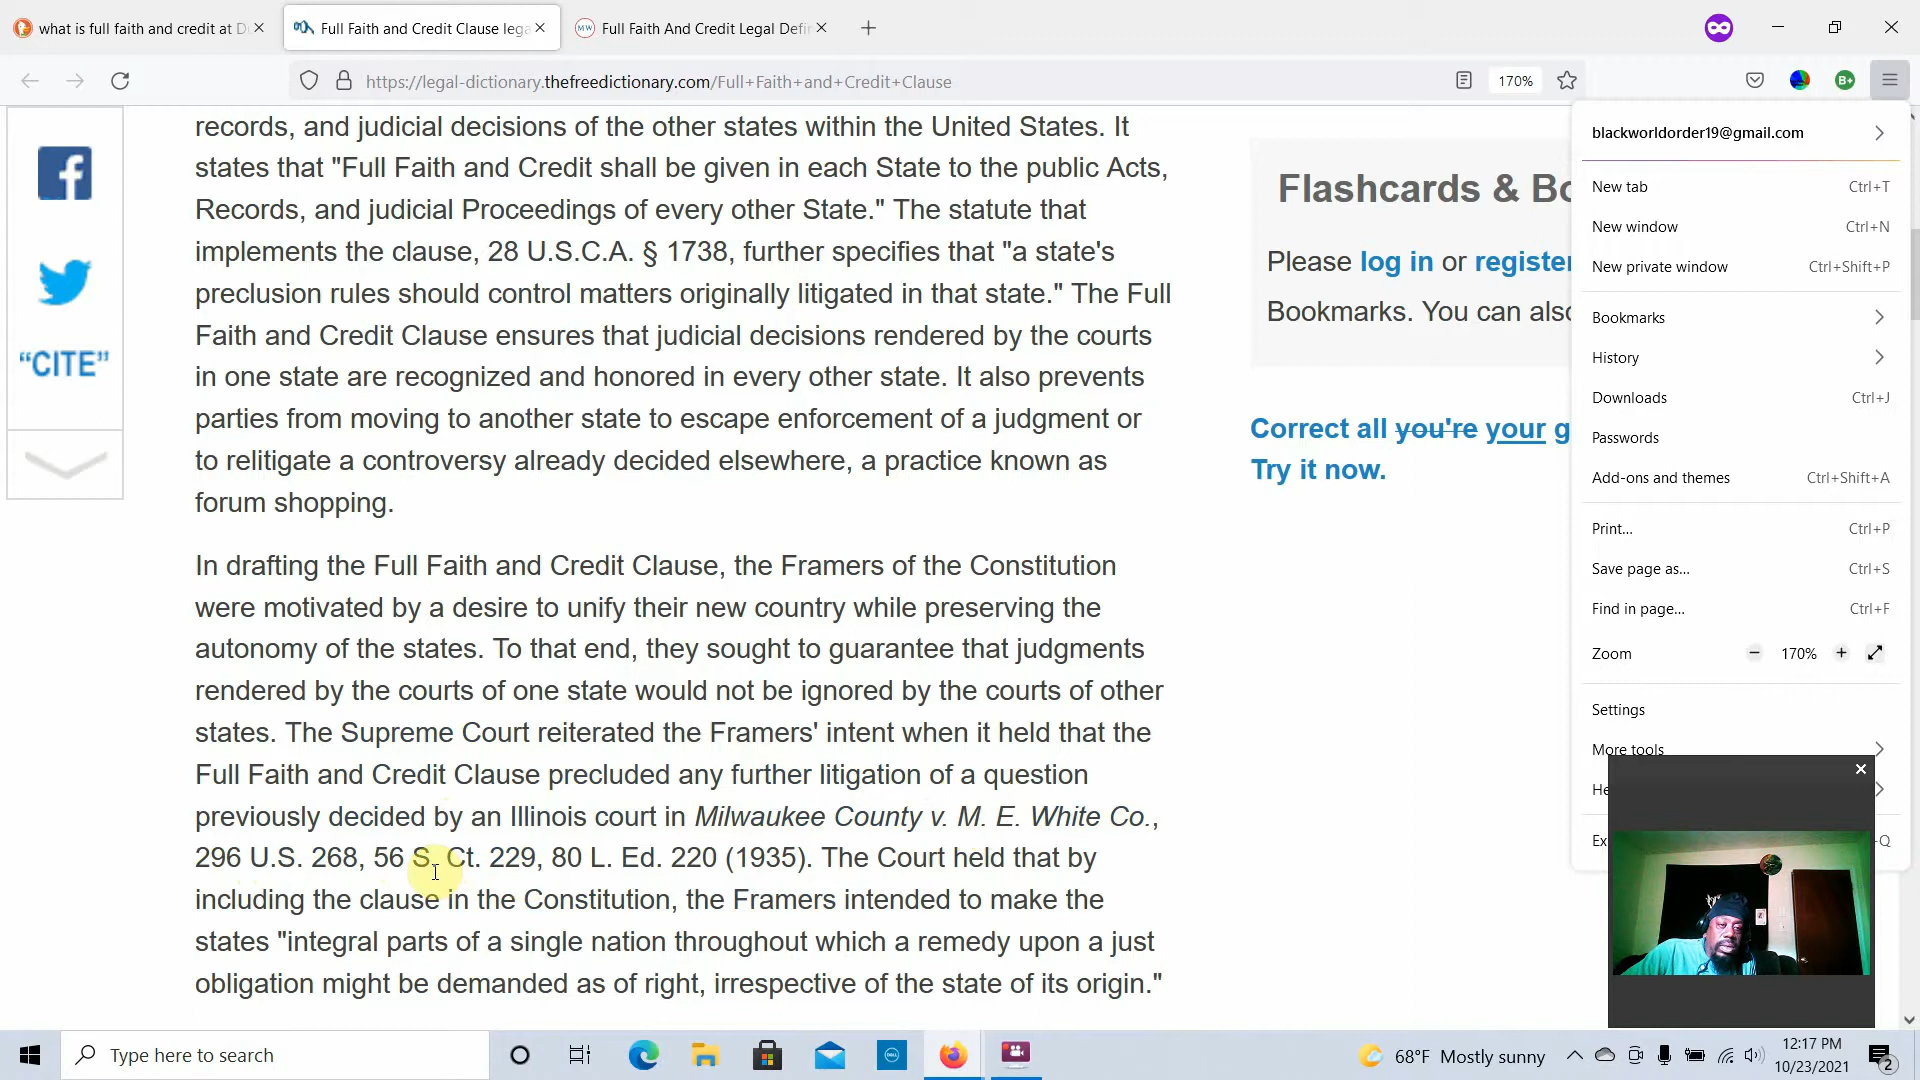 what is full faith and credit at D
Full Faith and Credit Clause lega
MW
Full Faith And Credit Legal Defi
https://legal-dictionary.thefreedictionary.com/Full+Faith+and+Credit+Clause
170%
B+
records, and judicial decisions of the other states within the United States. It
states that "Full Faith and Credit shall be given in each State to the public Acts,
Records, and judicial Proceedings of every other State." The statute that
implements the clause, 28 U.S.C.A. § 1738, further specifies that "a state's
preclusion rules should control matters originally litigated in that state." The Full
Faith and Credit Clause ensures that judicial decisions rendered by the courts
in one state are recognized and honored in every other state. It also prevents
parties from moving to another state to escape enforcement of a judgment or
to relitigate a controversy already decided elsewhere, a practice known as
forum shopping.
In drafting the Full Faith and Credit Clause, the Framers of the Constitution
were motivated by a desire to unify their new country while preserving the
autonomy of the states. To that end, they sought to guarantee that judgments
rendered by the courts of one state would not be ignored by the courts of other
states. The Supreme Court reiterated the Framers' intent when it held that the
Full Faith and Credit Clause precluded any further litigation of a question
previously decided by an Illinois court in Milwaukee County v. M. E. White Co.,
296 U.S. 268, 56 S. Ct. 229, 80 L. Ed. 220 (1935). The Court held that by
including the clause in the Constitution, the Framers intended to make the
states "integral parts of a single nation throughout which a remedy upon a just
obligation might be demanded as of right, irrespective of the state of its origin."
“CITE”
Flashcards & Bo
Please log in or register
Bookmarks. You can also
Correct all you're your g
Try it now.
blackworldorder19@gmail.com
New tab Ctrl+T
New window Ctrl+N
New private window Ctrl+Shift+P
Bookmarks
History
Downloads Ctrl+J
Passwords
Add-ons and themes Ctrl+Shift+A
Print... Ctrl+P
Save page as... Ctrl+S
Find in page... Ctrl+F
Zoom 170%
Settings
More tools
He
Ex Q
Type here to search
DELL
68°F Mostly sunny
12:17 PM
10/23/2021
2